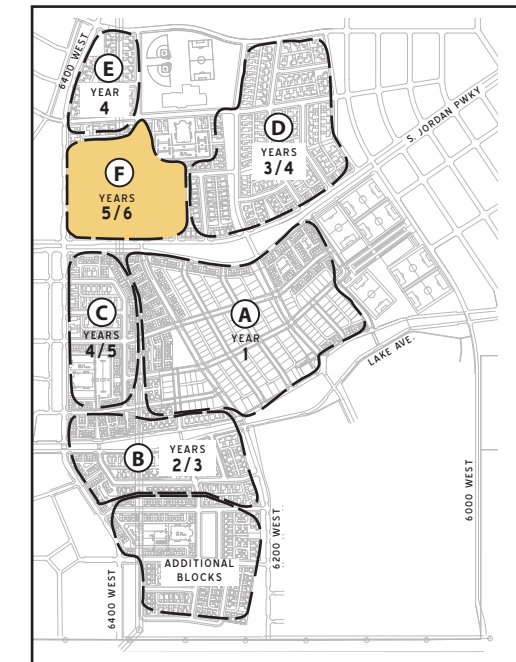 6400 WEST
E
YEAR
4
D
YEARS
3/4
S. JORDAN PWKY
F
YEARS
5/6
C
YEARS
4/5
A
YEAR
1
LAKE AVE.
B
YEARS
2/3
6000 WEST
6200 WEST
6400 WEST
ADDITIONAL
BLOCKS